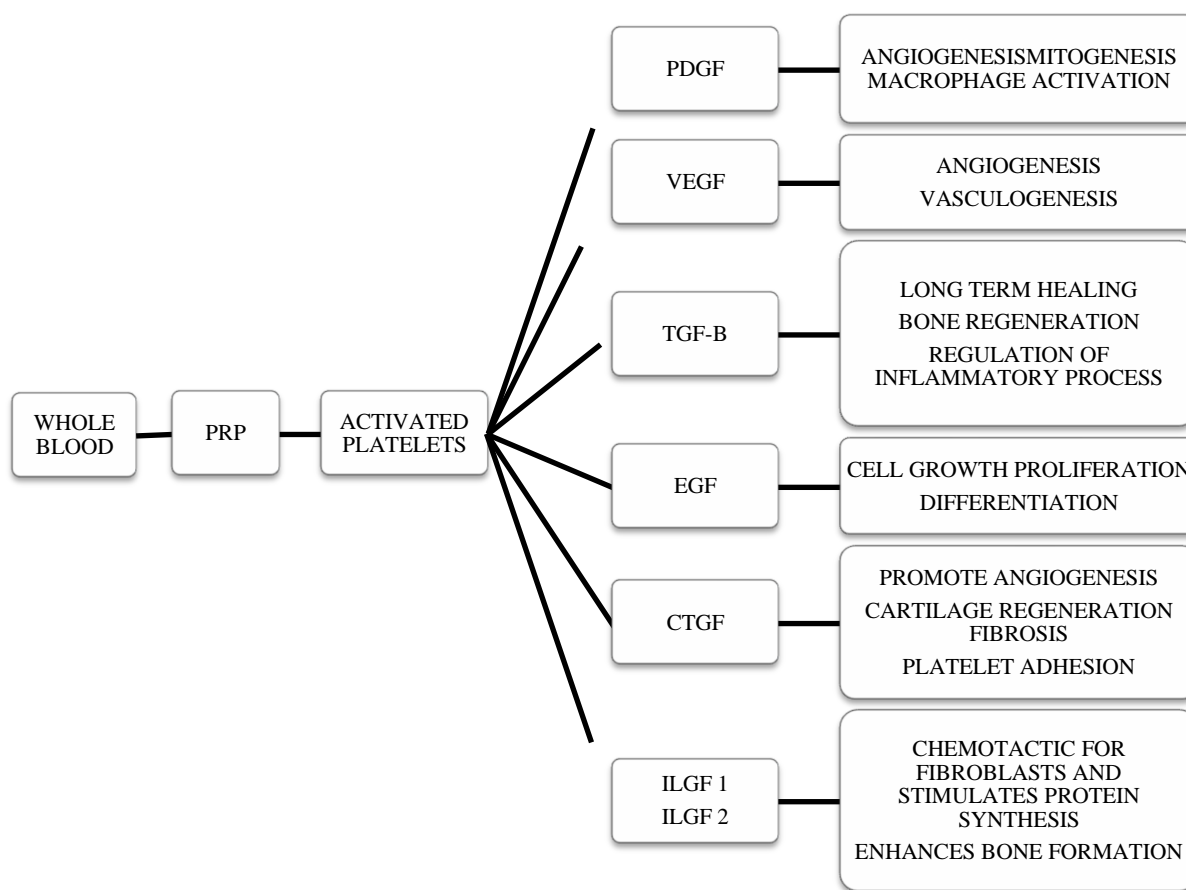 WHOLE
BLOOD
PRP
ACTIVATED
PLATELETS
PDGF
ANGIOGENESISMITOGENESIS
MACROPHAGE ACTIVATION
VEGF
ANGIOGENESIS
VASCULOGENESIS
TGF-B
LONG TERM HEALING
BONE REGENERATION
REGULATION OF
INFLAMMATORY PROCESS
EGF
CELL GROWTH PROLIFERATION
DIFFERENTIATION
CTGF
PROMOTE ANGIOGENESIS
CARTILAGE REGENERATION
FIBROSIS
PLATELET ADHESION
ILGF 1
ILGF 2
CHEMOTACTIC FOR
FIBROBLASTS AND
STIMULATES PROTEIN
SYNTHESIS
ENHANCES BONE FORMATION